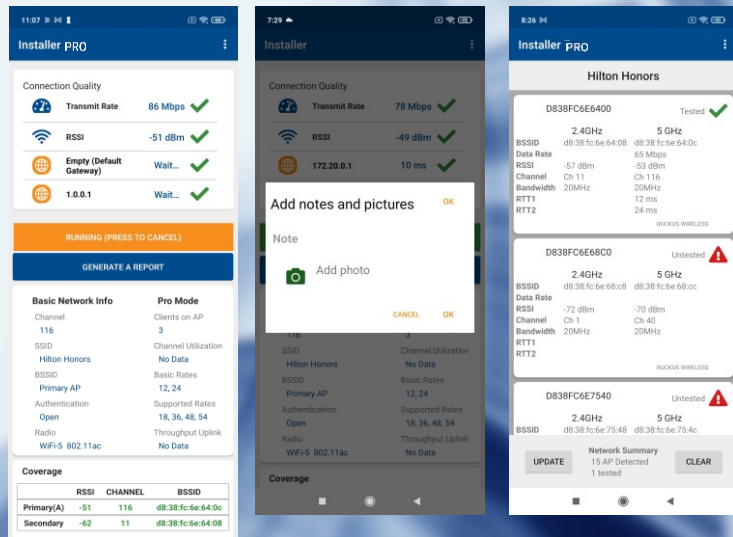 11:07
Installer PRO
Connection Quality
Transmit Rate 86 Mbps
RSSI -51 dBm
Empty (Default
Gateway) Wait...
1.0.0.1 Wait...
RUNNING (PRESS TO CANCEL)
GENERATE A REPORT
Basic Network Info Pro Mode
Channel Clients on AP
116 3
SSID Channel Utilization
Hilton Honors No Data
BSSID Basic Rates
Primary AP 12, 24
Authentication Supported Rates
Open 18, 36, 48, 54
Radio Throughput Uplink
WiFi-5 802.11ac No Data
Coverage
RSSI CHANNEL BSSID
Primary(A) -51 116 d8:38:fc:6e:64:0c
Secondary -62 11 d8:38:fc:6e:64:08
7:29
Installer
Connection Quality
Transmit Rate 78 Mbps
RSSI -49 dBm
172.20.0.1 10 ms
Add notes and pictures OK
Note
Add photo
CANCEL OK
116 3
SSID Channel Utilization
Hilton Honors No Data
BSSID Basic Rates
Primary AP 12, 24
Authentication Supported Rates
Open 18, 36, 48, 54
Radio Throughput Uplink
WiFi-5 802.11ac No Data
Coverage
8:26
Installer PRO
Hilton Honors
D838FC6E6400 Tested
2.4GHz 5 GHz
BSSID d8:38:fc:6e:64:08 d8:38:fc:6e:64:0c
Data Rate 65 Mbps
RSSI -57 dBm -53 dBm
Channel Ch 11 Ch 116
Bandwidth 20MHz 20MHz
RTT1 12 ms
RTT2 24 ms
RUCKUS WIRELESS
D838FC6E68C0 Untested
2.4GHz 5 GHz
BSSID d8:38:fc:6e:68:c8 d8:38:fc:6e:68:cc
Data Rate
RSSI -72 dBm -70 dBm
Channel Ch 1 Ch 40
Bandwidth 20MHz 20MHz
RTT1
RTT2
RUCKUS WIRELESS
D838FC6E7540 Untested
2.4GHz 5 GHz
BSSID d8:38:fc:6e:75:48 d8:38:fc:6e:75:4c
Network Summary
UPDATE 15 AP Detected CLEAR
1 tested